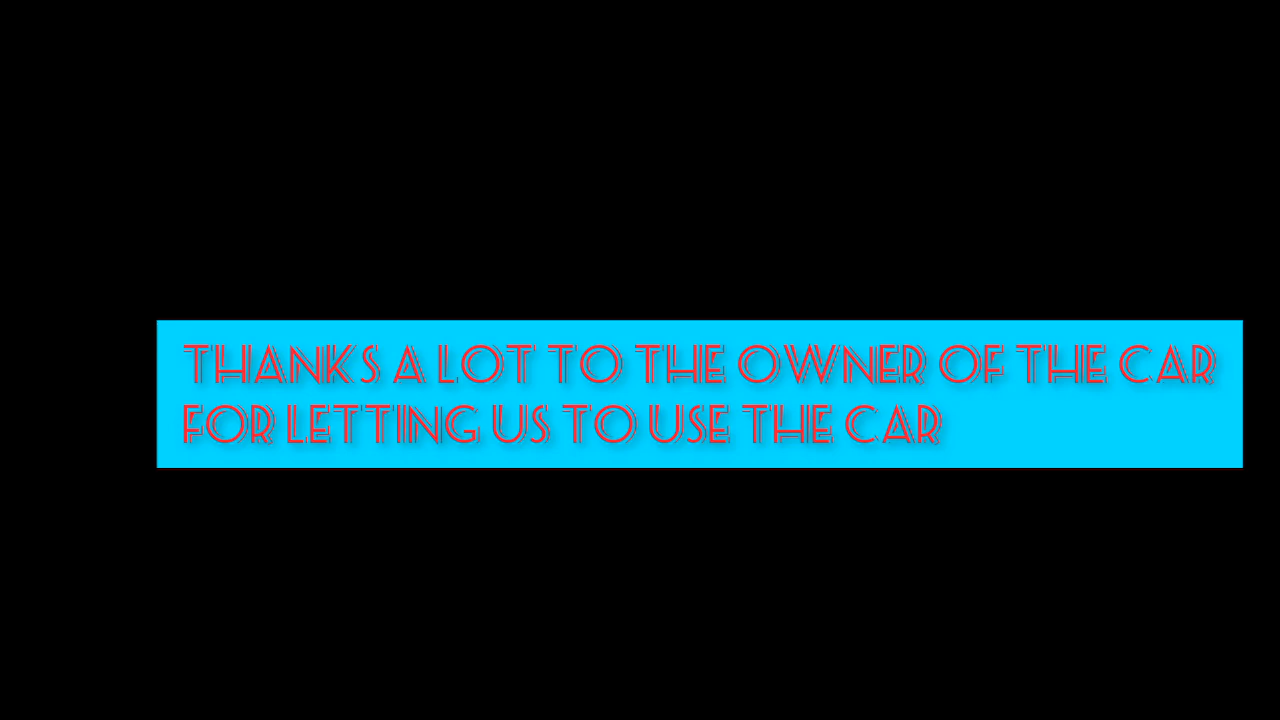 THANKS A LOT TO THE OWNER OF THE CAR
FOR LETTING US TO USE THE CAR